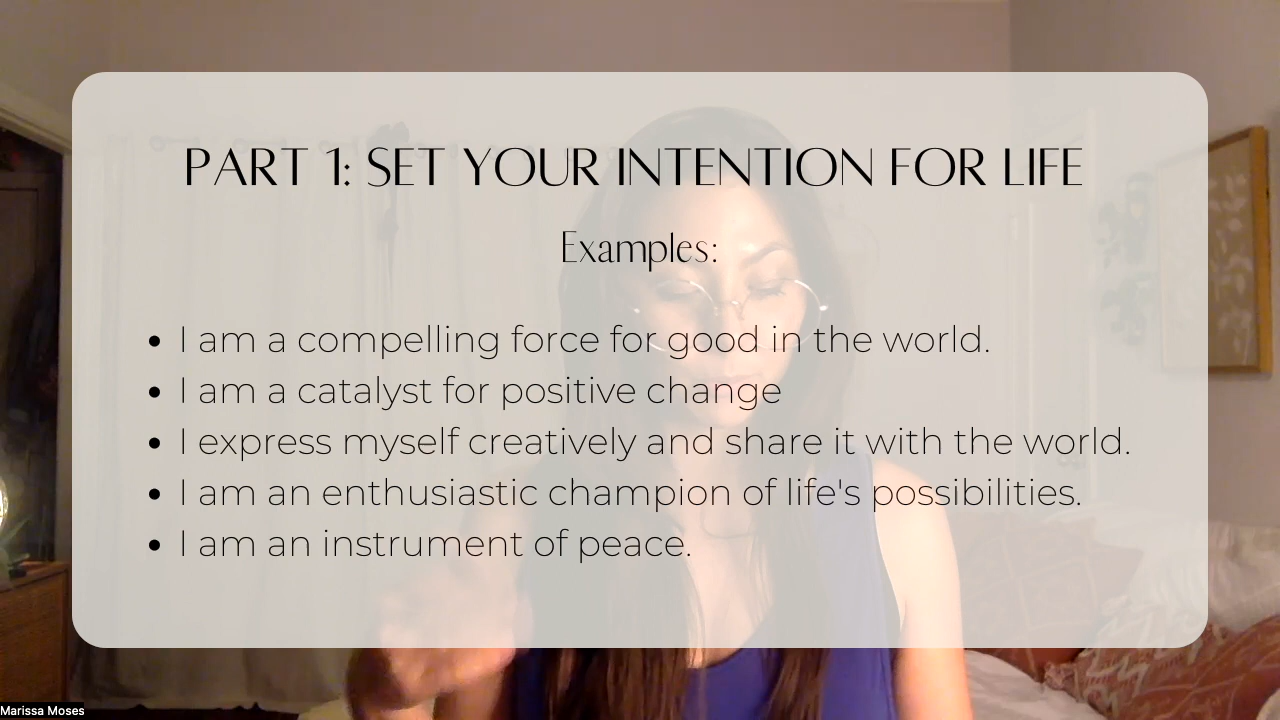 PART 1: SET YOUR INTENTION FOR LIFE
Examples:
• I am a compelling force for good in the world.
• I am a catalyst for positive change
• I express myself creatively and share it with the world.
• I am an enthusiastic champion of life's possibilities.
• I am an instrument of peace.
Marissa Moses